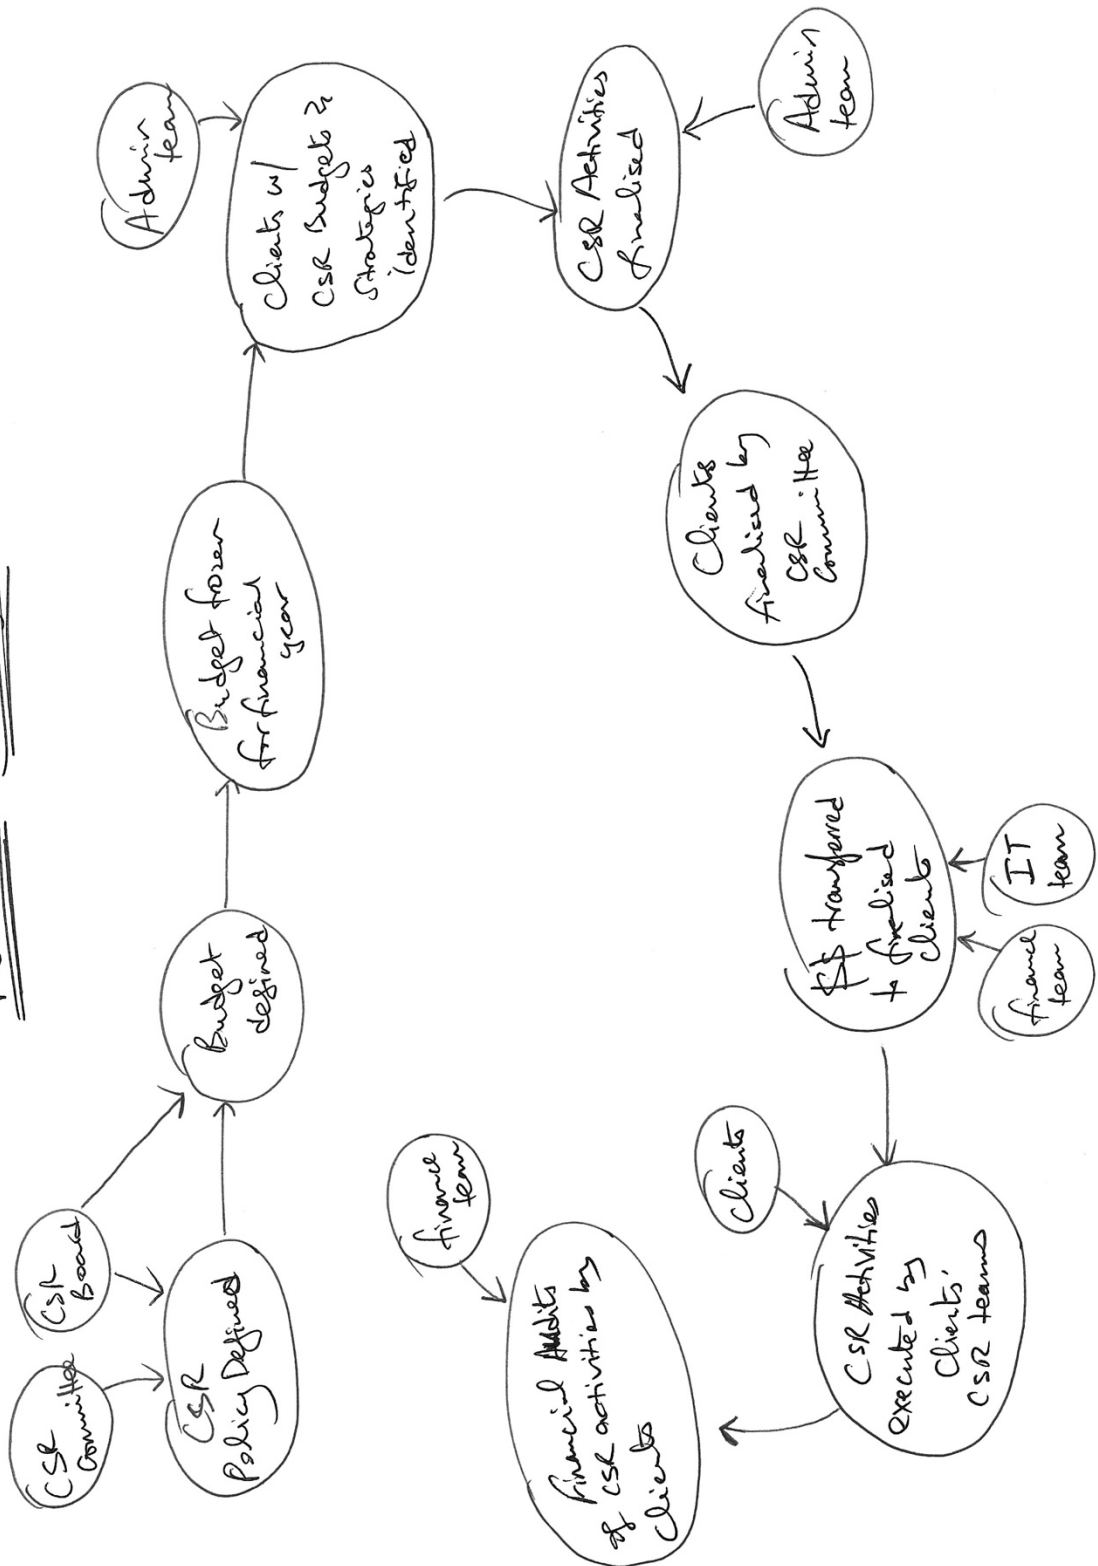 CSR
Committee
CSR
Board
CSR
Policy Defined
Budget
defined
Budget frozen
for financial
year
Admin
team
Clients w/
CSR Budgets &
Strategies
identified
CSR Activities
finalised
Admin
team
Clients
finalised by
CSR
Committee
$$ transferred
to finalised
clients
finance
team
IT
team
Clients
CSR Activities
executed by
Clients'
CSR teams
finance
team
Financial Audits
of CSR activities by
Clients